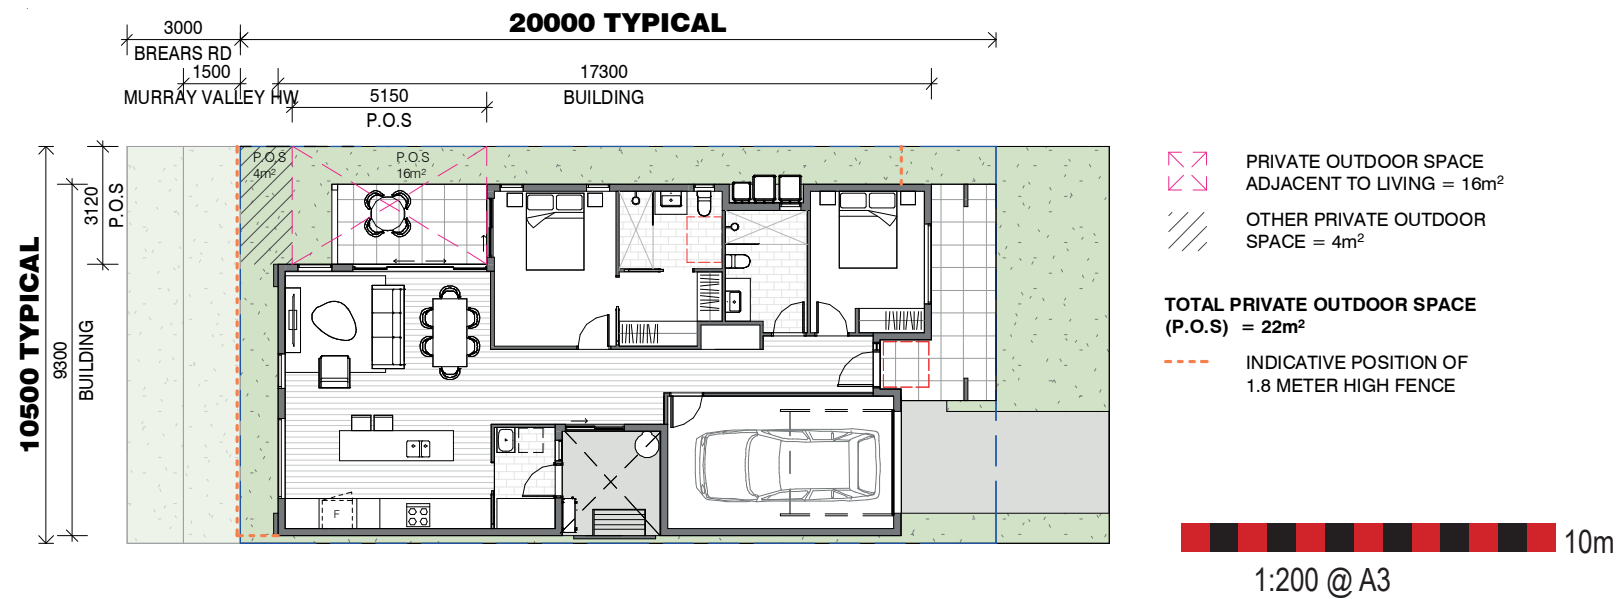 20000 TYPICAL
3000
BREARS RD
1500
17300
MURRAY VALLEY HW
BUILDING
5150
P.O.S
P.O.S
4m²
P.O.S
16m²
3120
P.O.S
10500 TYPICAL
9300
BUILDING
F
PRIVATE OUTDOOR SPACE
ADJACENT TO LIVING = 16m²
OTHER PRIVATE OUTDOOR
SPACE = 4m²
TOTAL PRIVATE OUTDOOR SPACE
(P.O.S) = 22m²
INDICATIVE POSITION OF
1.8 METER HIGH FENCE
10m
1:200 @ A3